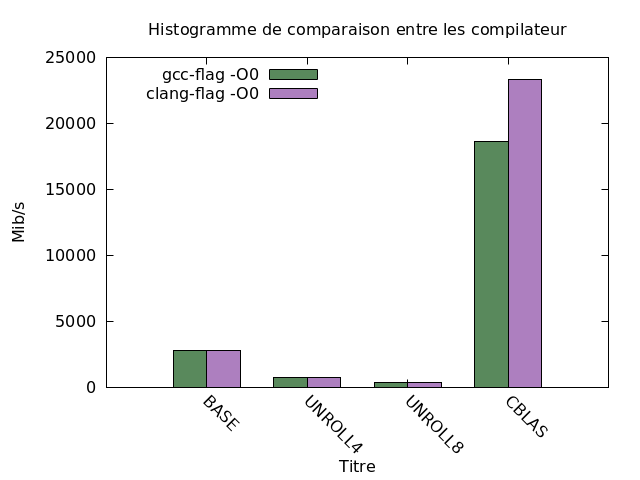 Histogramme de comparaison entre les compilateur
gcc-flag -O0
clang-flag -O0
25000
20000
15000
10000
5000
0
Mib/s
BASE
UNROLL4
UNROLL8
CBLAS
Titre